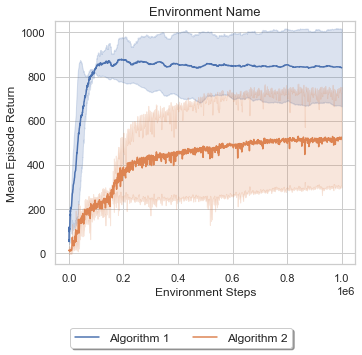 Environment Name
Mean Episode Return
1000
800
600
400
200
0
0.0 0.2 0.4 0.6 0.8 1.0
1e6
Environment Steps
Algorithm 1 Algorithm 2